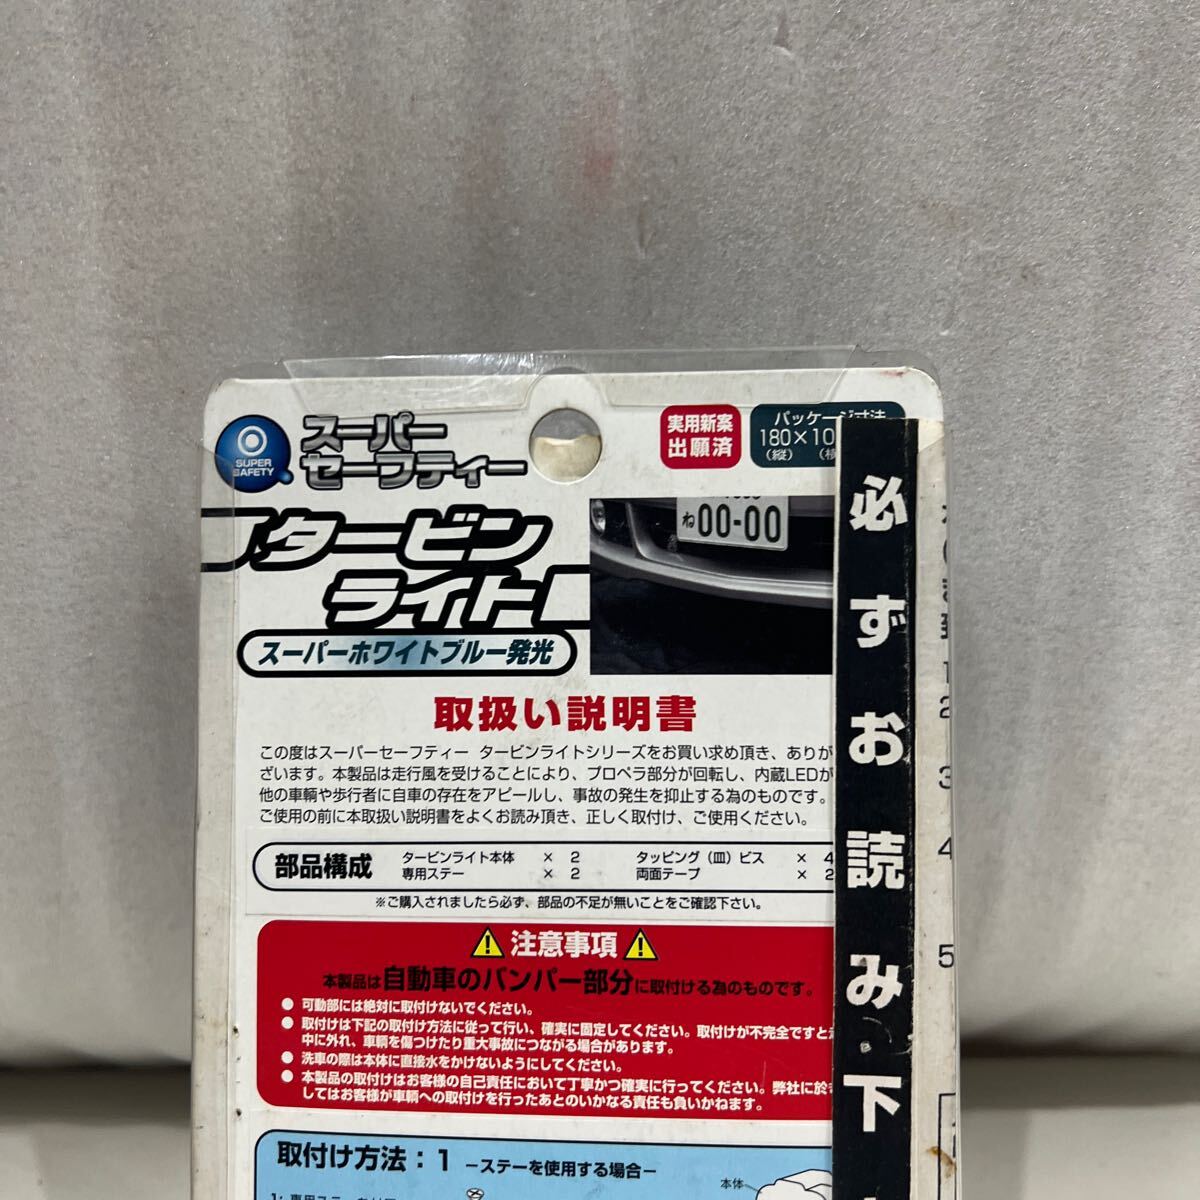 SUPER
SAFETY
スーパー
セーフティー
実用新案
出願済
パッケージ寸法
180×10
(縦)
タービン
ライト
スーパーホワイトブルー発光
ね 00-00
取扱い説明書
この度はスーパーセーフティー タービンライトシリーズをお買い求め頂き、ありが
ざいます。本製品は走行風を受けることにより、プロペラ部分が回転し、内蔵LEDが
他の車輌や歩行者に自車の存在をアピールし、事故の発生を抑止する為のものです。
ご使用の前に本取扱い説明書をよくお読み頂き、正しく取付け、ご使用ください。
部品構成
タービンライト本体 × 2
専用ステー × 2
タッピング(皿)ビス × 4
両面テープ × 2
※ご購入されましたら必ず、部品の不足が無いことをご確認下さい。
注意事項
本製品は自動車のバンパー部分に取付ける為のものです。
● 可動部には絶対に取付けないでください。
● 取付けは下記の取付け方法に従って行い、確実に固定してください。取付けが不完全ですと走
中に外れ、車輌を傷つけたり重大事故につながる場合があります。
● 洗車の際は本体に直接水をかけないようにしてください。
● 本製品の取付けはお客様の自己責任において丁寧かつ確実に行ってください。弊社に於き
してはお客様が車輌への取付けを行ったあとのいかなる責任も負いかねます。
取付け方法：1 −ステーを使用する場合−
本体
必ずお読み下
1
2
3
4
5